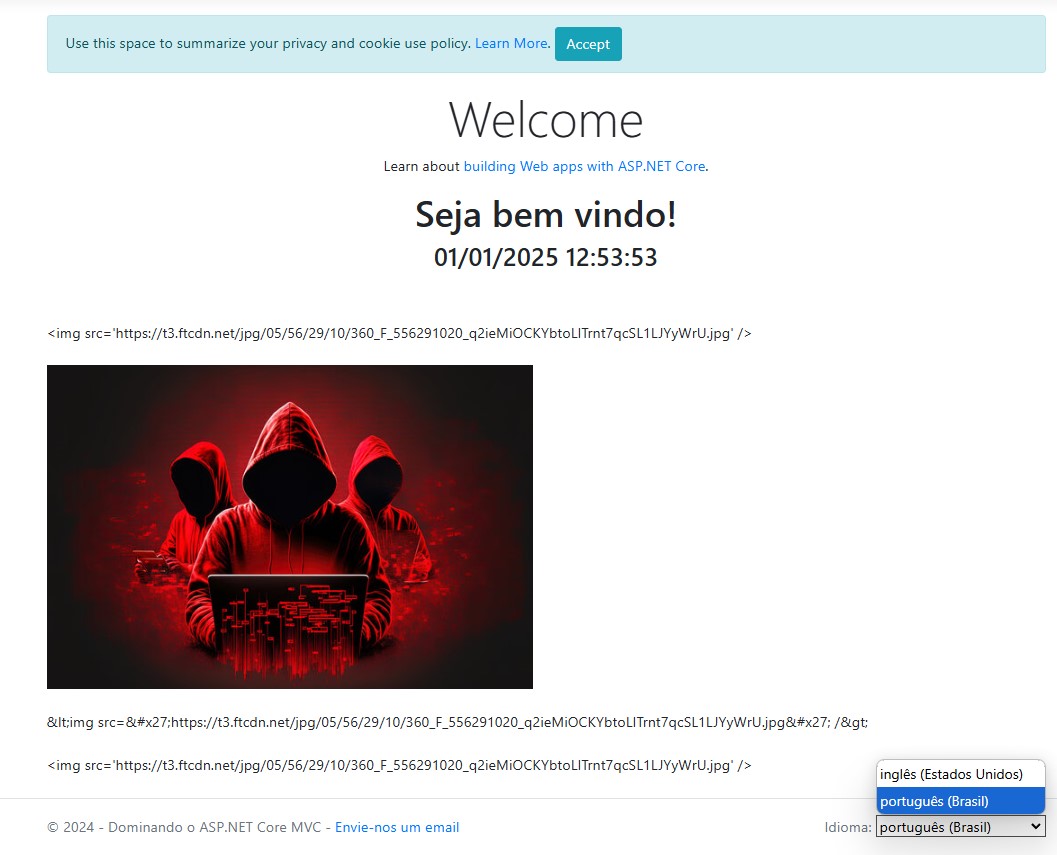 Use this space to summarize your privacy and cookie use policy. Learn More. Accept
Welcome
Learn about building Web apps with ASP.NET Core.
Seja bem vindo!
01/01/2025 12:53:53
<img src='https://t3.ftcdn.net/jpg/05/56/29/10/360_F_556291020_q2ieMiOCKYbtoLlTrnt7qcSL1LJYyWrU.jpg' />
&lt;img src=&#x27;https://t3.ftcdn.net/jpg/05/56/29/10/360_F_556291020_q2ieMiOCKYbtoLlTrnt7qcSL1LJYyWrU.jpg&#x27; /&gt;
<img src='https://t3.ftcdn.net/jpg/05/56/29/10/360_F_556291020_q2ieMiOCKYbtoLlTrnt7qcSL1LJYyWrU.jpg' />
inglês (Estados Unidos)
português (Brasil)
© 2024 - Dominando o ASP.NET Core MVC - Envie-nos um email
Idioma: português (Brasil)